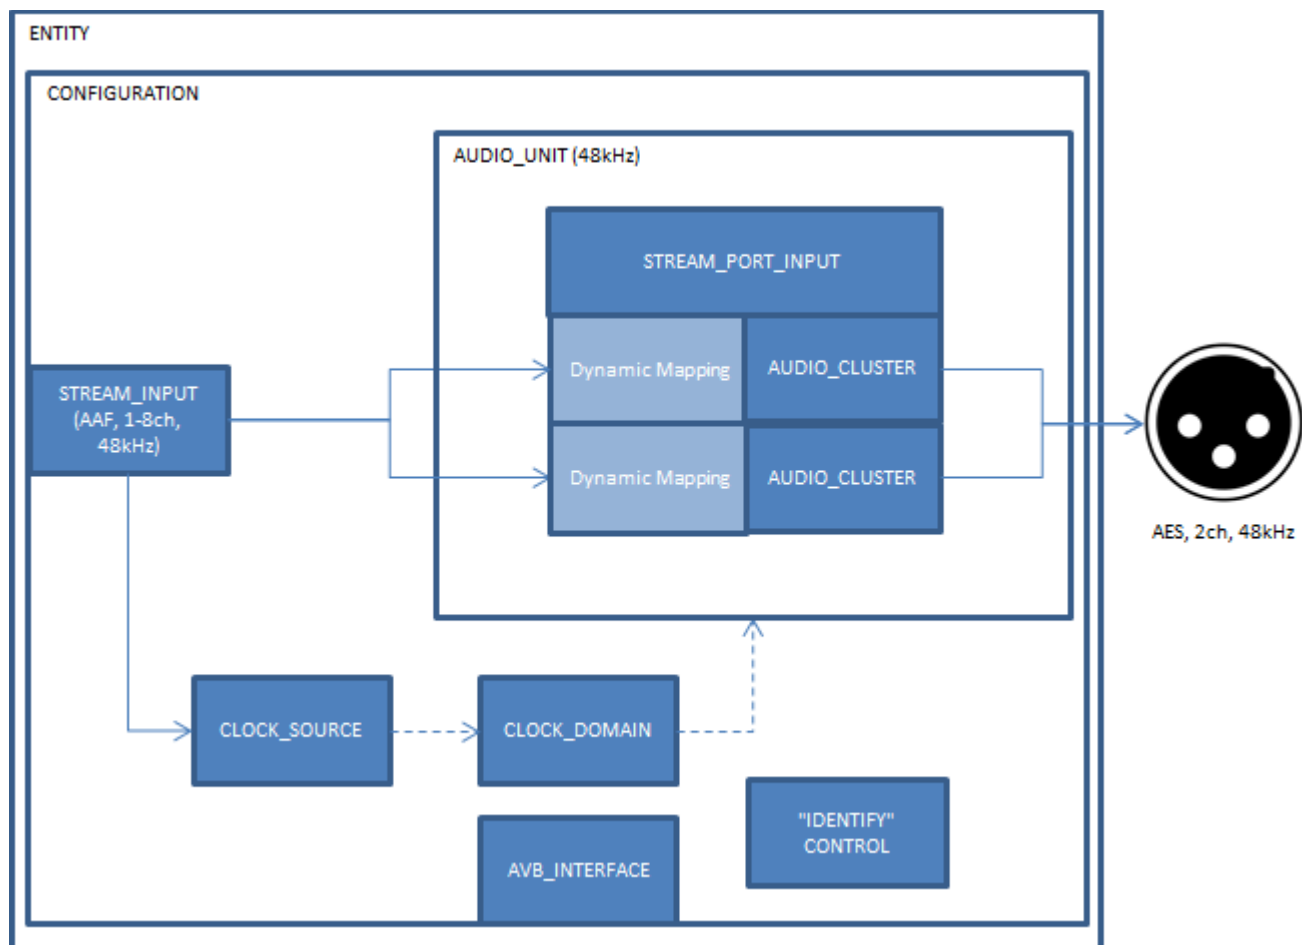 ENTITY
CONFIGURATION
AUDIO_UNIT (48kHz)
STREAM_PORT_INPUT
Dynamic Mapping
AUDIO_CLUSTER
STREAM_INPUT
(AAF, 1-8ch,
48kHz)
Dynamic Mapping
AUDIO_CLUSTER
AES, 2ch, 48kHz
CLOCK_SOURCE
CLOCK_DOMAIN
"IDENTIFY"
CONTROL
AVB_INTERFACE